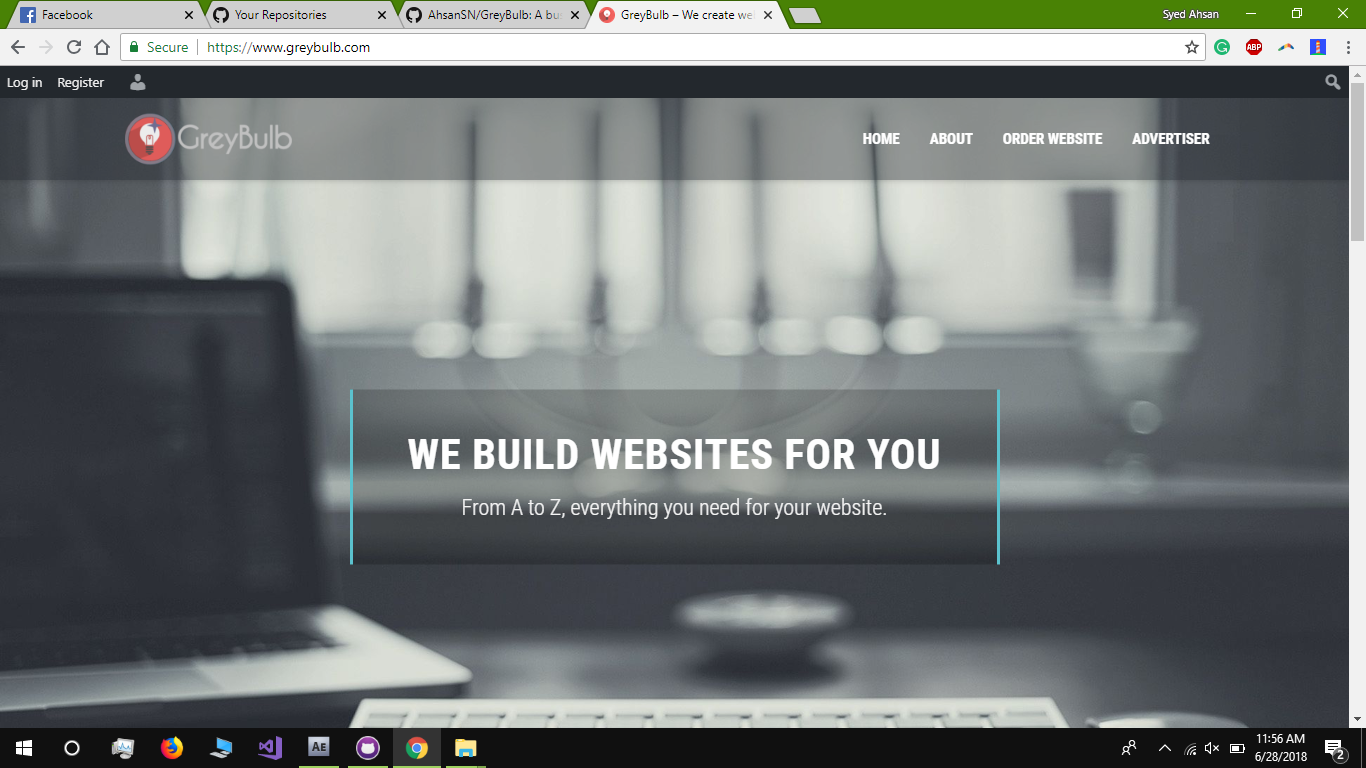 Facebook
Your Repositories
AhsanSN/GreyBulb: A bu
GreyBulb – We create we
Syed Ahsan
Secure
https://www.greybulb.com
ABP
Log in
Register
GreyBulb
HOME
ABOUT
ORDER WEBSITE
ADVERTISER
WE BUILD WEBSITES FOR YOU
From A to Z, everything you need for your website.
Ae
11:56 AM
6/28/2018
2